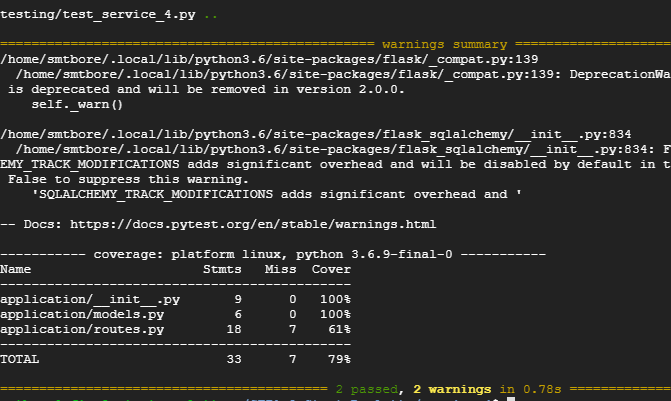 testing/test_service_4.py ..
================================================ warnings summary =====================
/home/smtbore/.local/lib/python3.6/site-packages/flask/_compat.py:139
/home/smtbore/.local/lib/python3.6/site-packages/flask/_compat.py:139: DeprecationWa
is deprecated and will be removed in version 2.0.0.
self._warn()
/home/smtbore/.local/lib/python3.6/site-packages/flask_sqlalchemy/__init__.py:834
/home/smtbore/.local/lib/python3.6/site-packages/flask_sqlalchemy/__init__.py:834: F
EMY_TRACK_MODIFICATIONS adds significant overhead and will be disabled by default in t
False to suppress this warning.
'SQLALCHEMY_TRACK_MODIFICATIONS adds significant overhead and '
-- Docs: https://docs.pytest.org/en/stable/warnings.html
----------- coverage: platform linux, python 3.6.9-final-0 -----------
Name Stmts Miss Cover
----------------------------------------------
application/__init__.py 9 0 100%
application/models.py 6 0 100%
application/routes.py 18 7 61%
----------------------------------------------
TOTAL 33 7 79%
========================================== 2 passed, 2 warnings in 0.78s =============